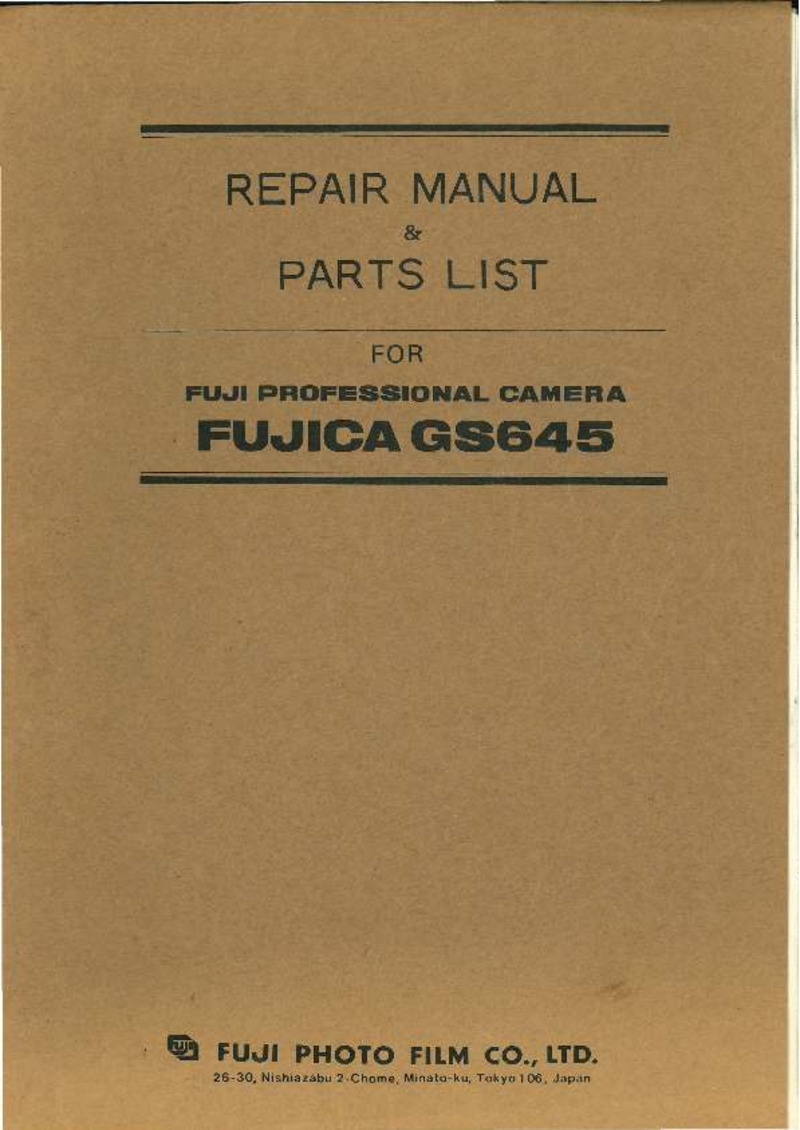 REPAIR MANUAL
&
PARTS LIST
FOR
FUJI PROFESSIONAL CAMERA
FUJICA GS645
FUJI FUJI PHOTO FILM CO., LTD.
26-30, Nishiazabu 2-Chome, Minato-ku, Tokyo 106, Japan